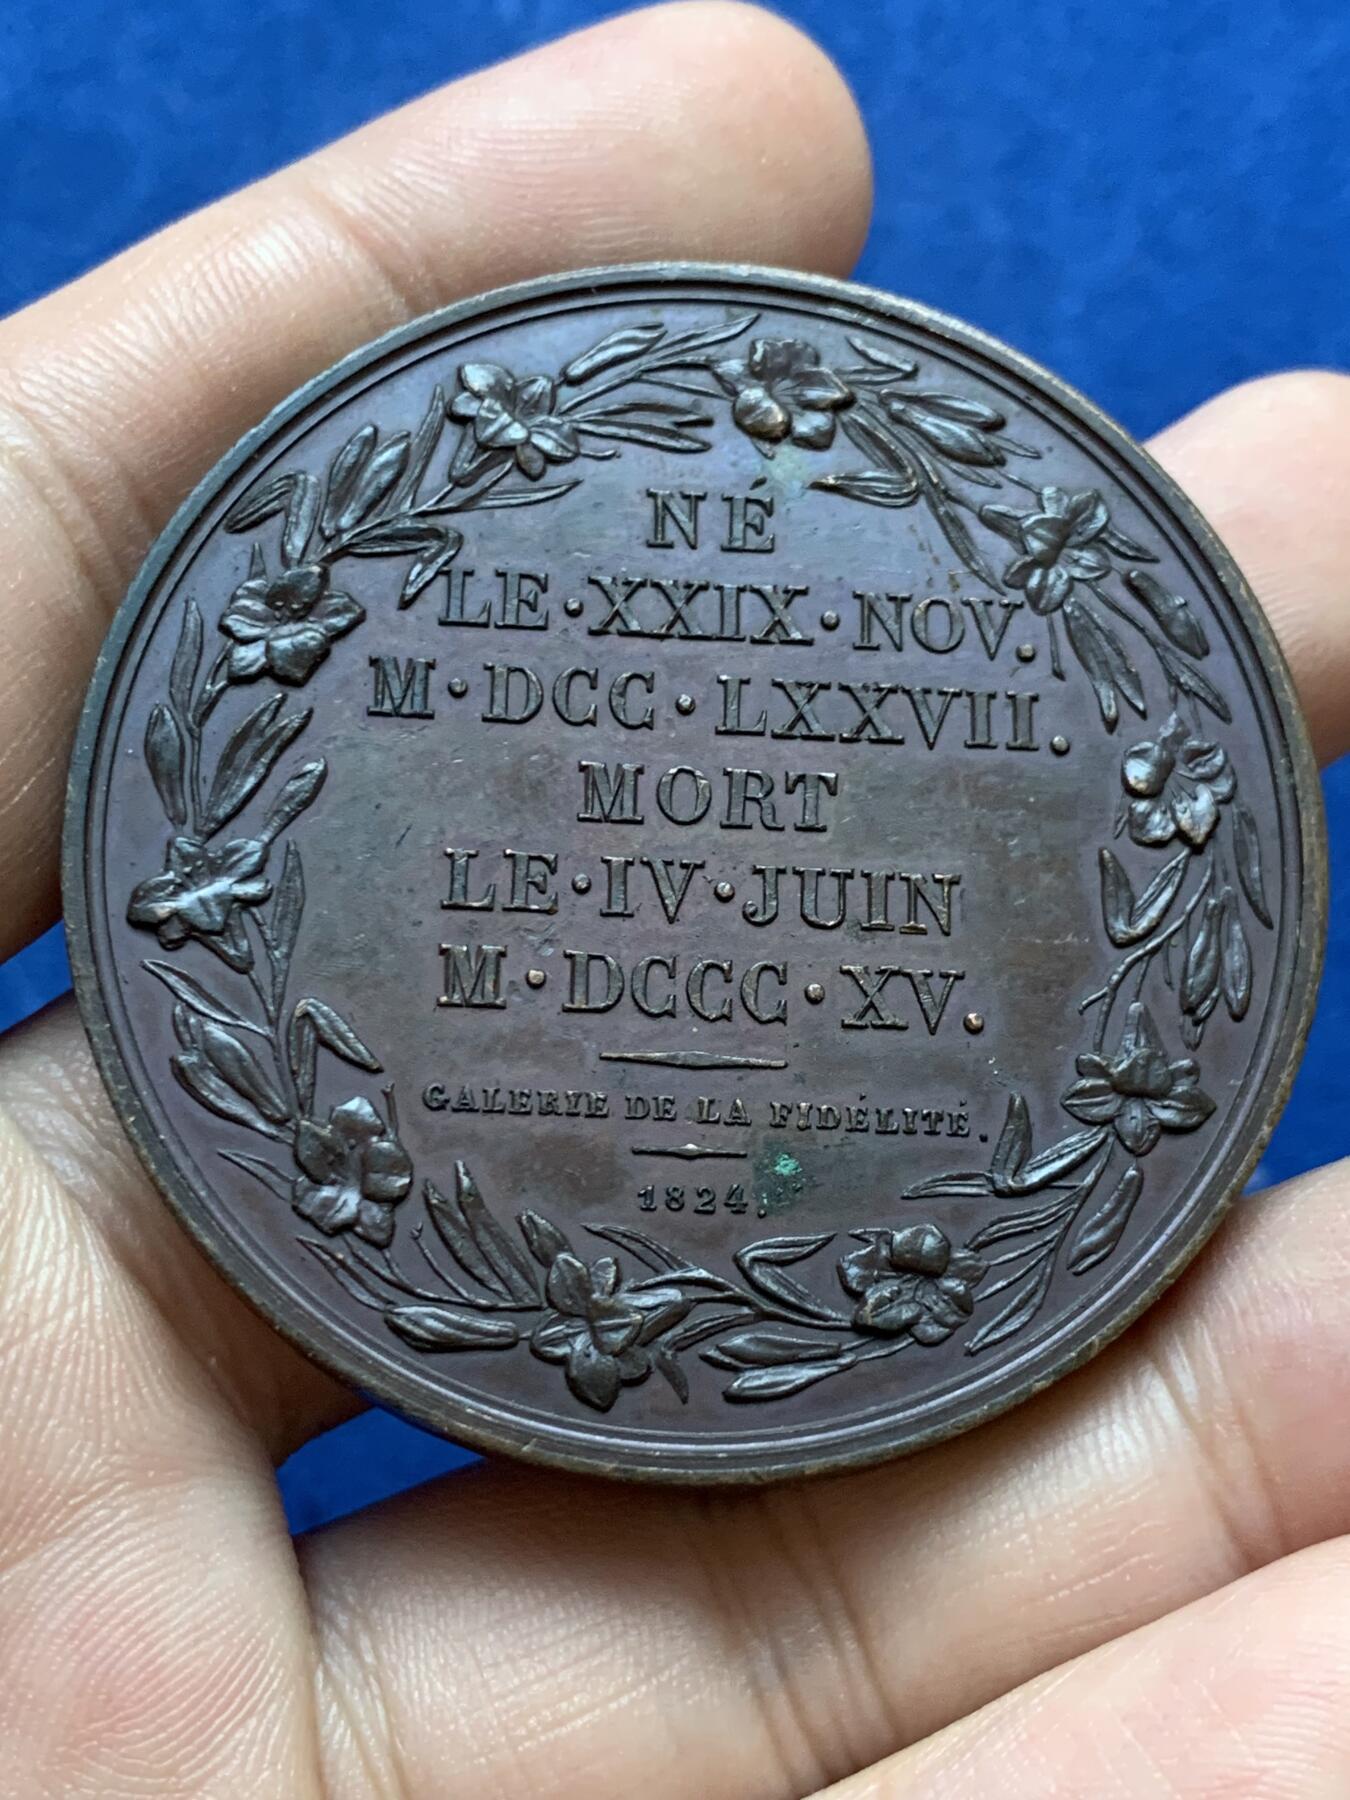 NÉ
LE·XXIX·NOV.
M·DCC·LXXVII.
MORT
LE·IV·JUIN
M·DCCC·XV.
GALERIE DE LA FIDÉLITÉ.
1824.